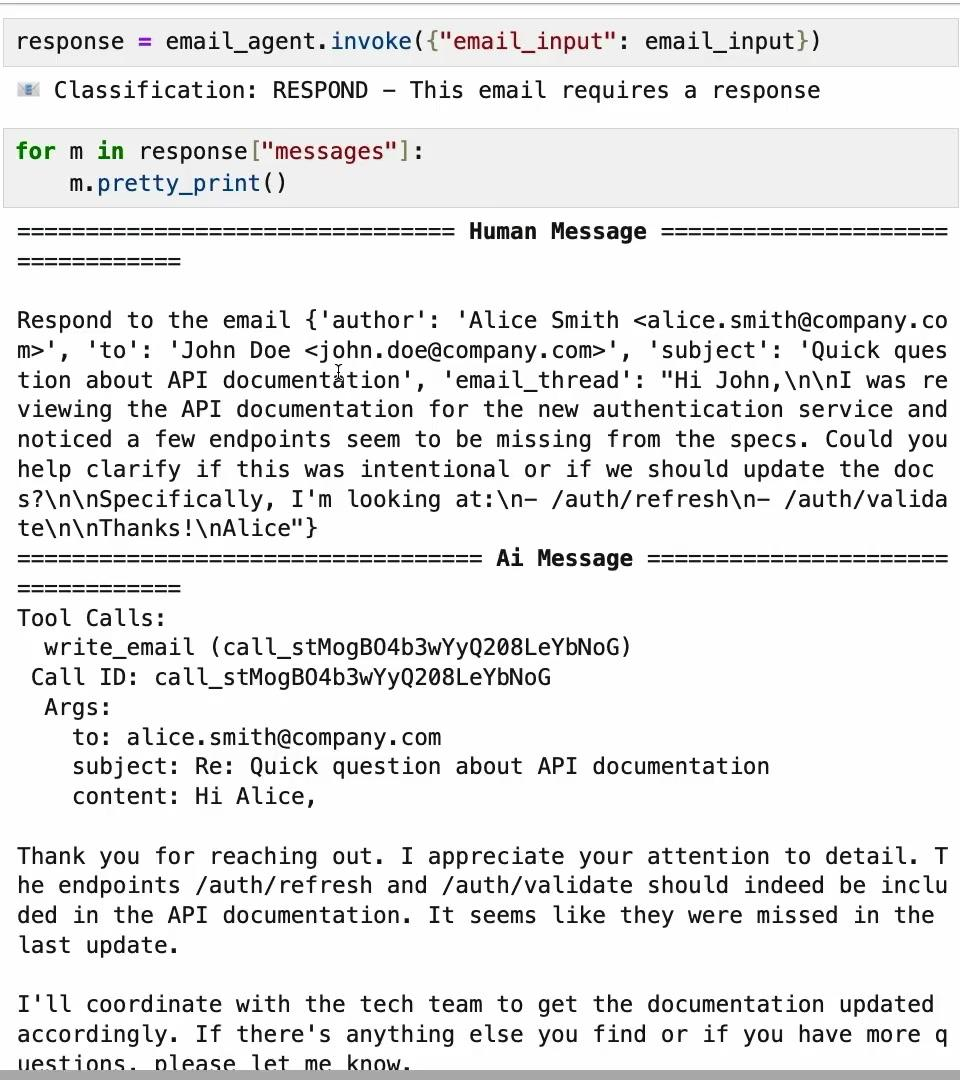 response = email_agent.invoke({"email_input": email_input})
📧 Classification: RESPOND – This email requires a response
for m in response["messages"]:
    m.pretty_print()
================================ Human Message =====================
============

Respond to the email {'author': 'Alice Smith <alice.smith@company.co
m>', 'to': 'John Doe <john.doe@company.com>', 'subject': 'Quick ques
tion about API documentation', 'email_thread': "Hi John,\n\nI was re
viewing the API documentation for the new authentication service and
noticed a few endpoints seem to be missing from the specs. Could you
help clarify if this was intentional or if we should update the doc
s?\n\nSpecifically, I'm looking at:\n– /auth/refresh\n– /auth/valida
te\n\nThanks!\nAlice"}
================================== Ai Message ======================
============
Tool Calls:
  write_email (call_stMogBO4b3wYyQ208LeYbNoG)
 Call ID: call_stMogBO4b3wYyQ208LeYbNoG
  Args:
    to: alice.smith@company.com
    subject: Re: Quick question about API documentation
    content: Hi Alice,

Thank you for reaching out. I appreciate your attention to detail. T
he endpoints /auth/refresh and /auth/validate should indeed be inclu
ded in the API documentation. It seems like they were missed in the
last update.

I'll coordinate with the tech team to get the documentation updated
accordingly. If there's anything else you find or if you have more q
uestions, please let me know.